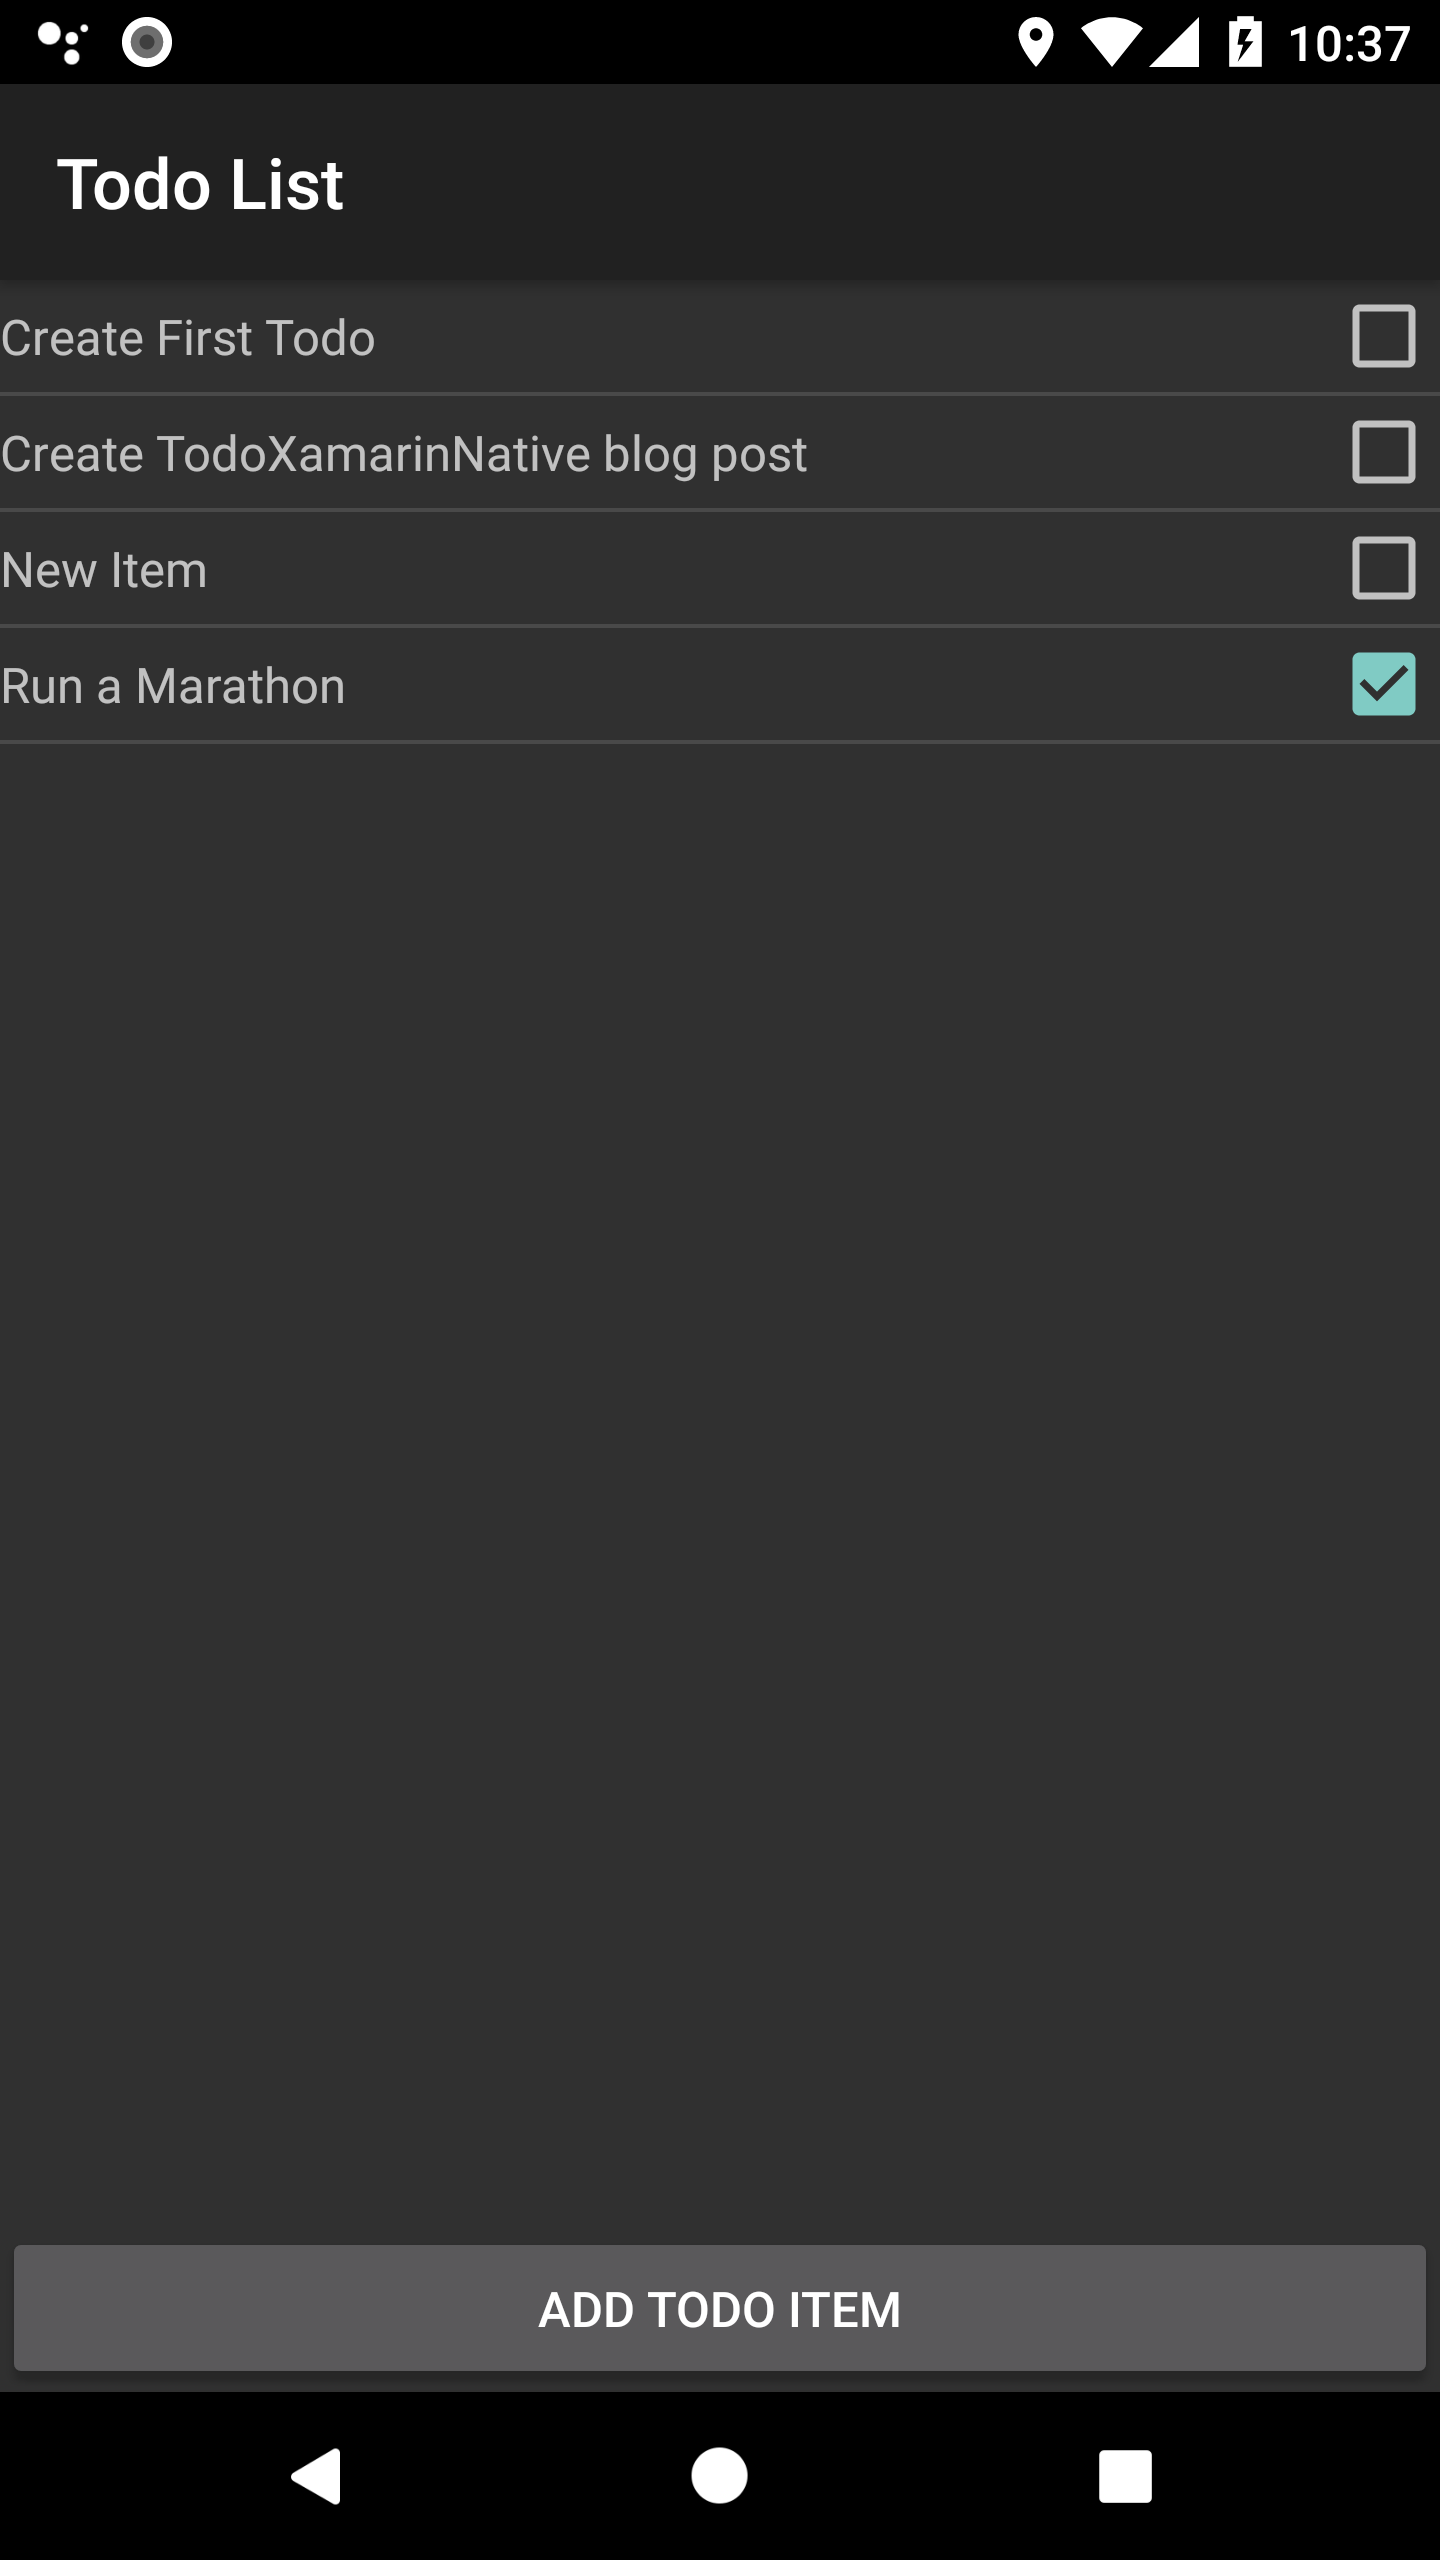 10:37
Todo List
Create First Todo
Create TodoXamarinNative blog post
New Item
Run a Marathon
ADD TODO ITEM